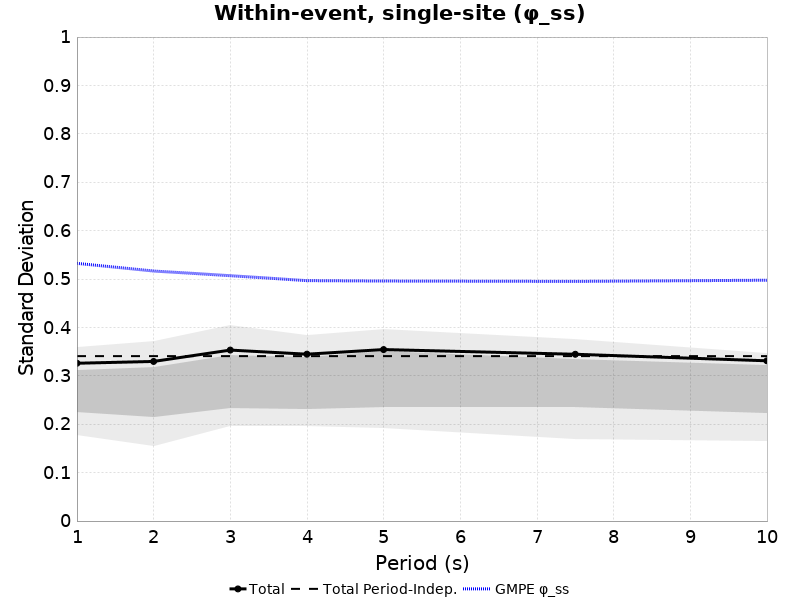 Within-event, single-site (φ_ss)
1
0.9
0.8
0.7
0.6
0.5
0.4
0.3
0.2
0.1
0
Standard Deviation
1 2 3 4 5 6 7 8 9 10
Period (s)
Total Total Period-Indep. GMPE φ_ss